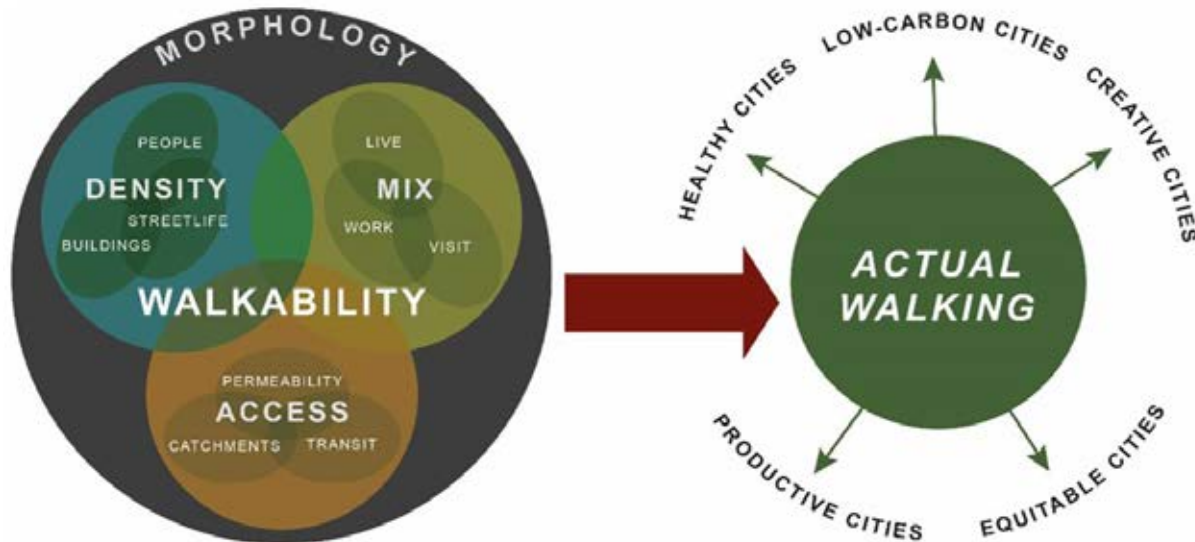 MORPHOLOGY
PEOPLE
DENSITY
STREETLIFE
BUILDINGS
LIVE
MIX
WORK
VISIT
WALKABILITY
PERMEABILITY
ACCESS
CATCHMENTS
TRANSIT
HEALTHY CITIES
LOW-CARBON CITIES
CREATIVE CITIES
ACTUAL
WALKING
PRODUCTIVE CITIES
EQUITABLE CITIES